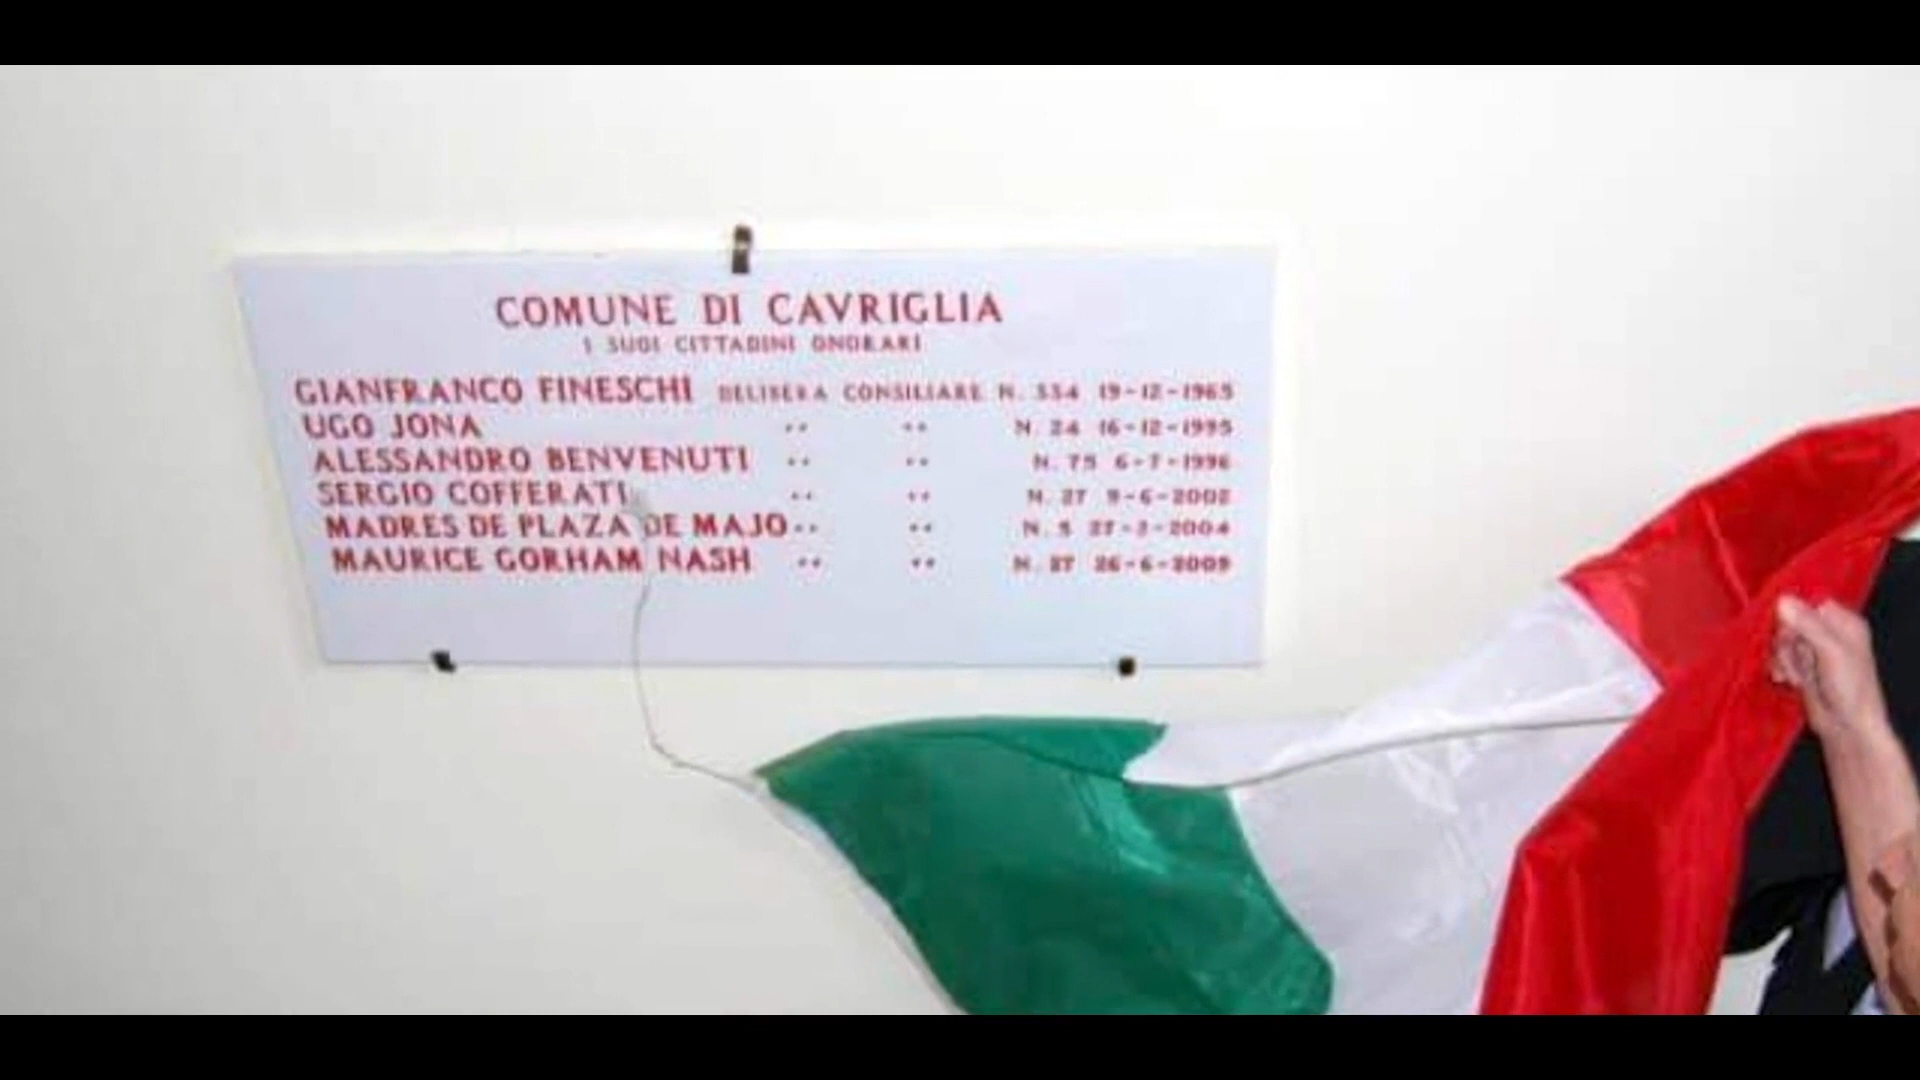 COMUNE DI CAVRIGLIA
I SUOI CITTADINI ONORARI
GIANFRANCO FINESCHI DELIBERA CONSILIARE N. 334 19-12-1965
UGO JONA " " N. 24 16-12-1995
ALESSANDRO BENVENUTI " " N. 75 6-7-1996
SERGIO COFFERATI " " N. 27 9-6-2002
MADRES DE PLAZA DE MAJO " " N. 5 27-3-2004
MAURICE GORHAM NASH " " N. 27 26-6-2009